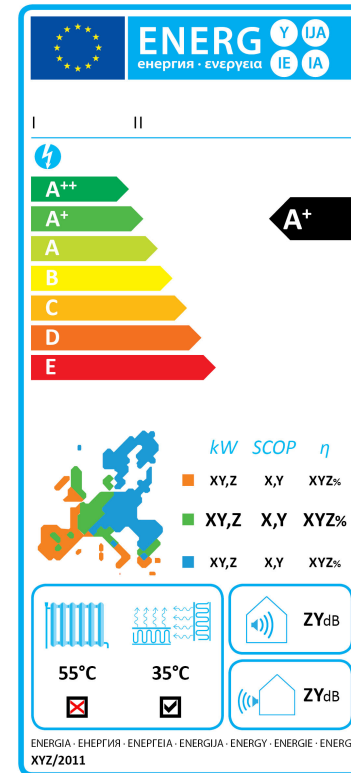 ENERG Y IJA
енергия · ενεργεια IE IA
I II
A++
A+ A+
A
B
C
D
E
kW SCOP η
XY,Z X,Y XYZ%
XY,Z X,Y XYZ%
XY,Z X,Y XYZ%
55°C 35°C
ZYdB
ZYdB
ENERGIA · ЕНЕРГИЯ · ΕΝΕΡΓΕΙΑ · ENERGIJA · ENERGY · ENERGIE · ENERG
XYZ/2011